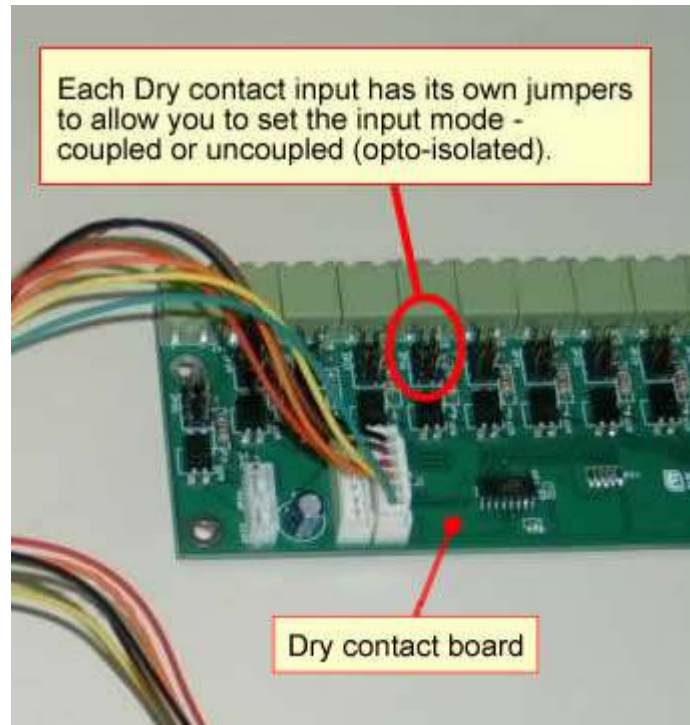 Each Dry contact input has its own jumpers
to allow you to set the input mode -
coupled or uncoupled (opto-isolated).
Dry contact board